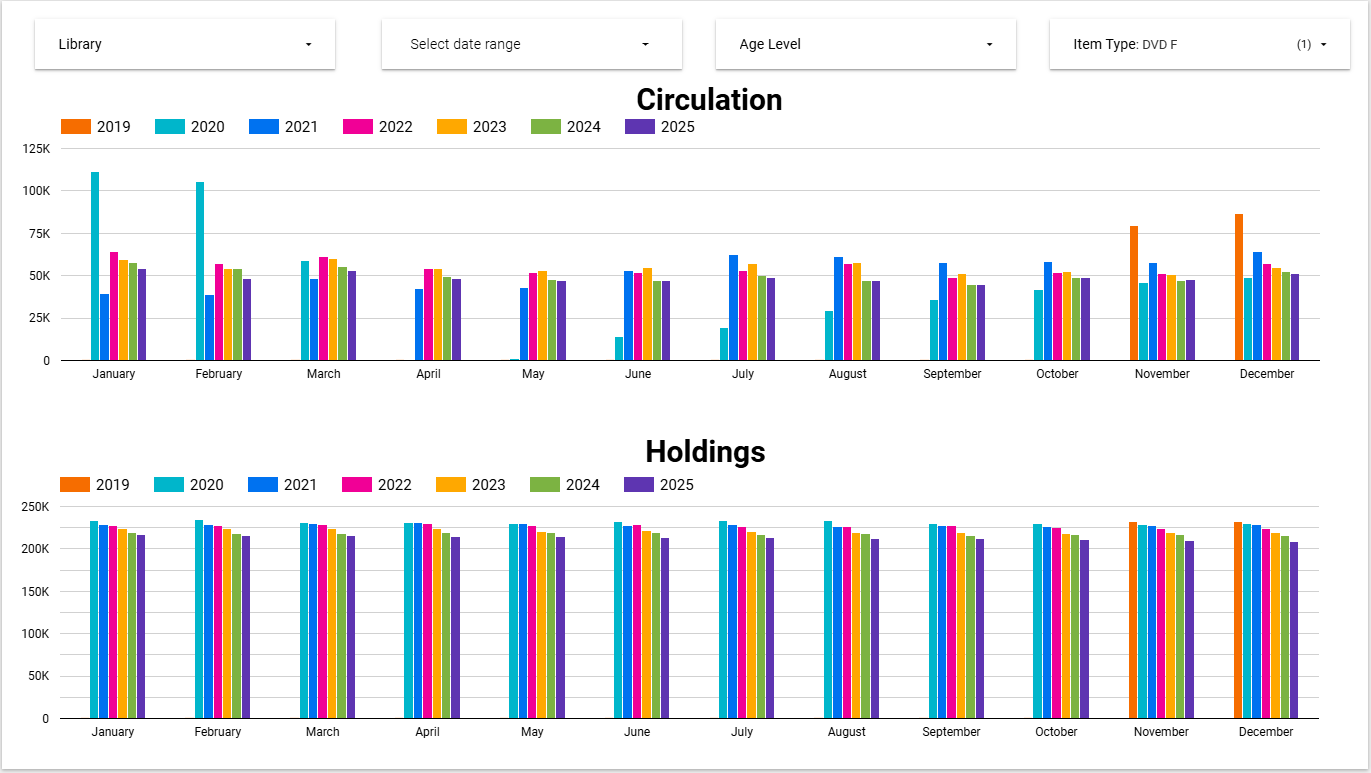 Library Select date range Age Level Item Type: DVD F (1)
Circulation
2019 2020 2021 2022 2023 2024 2025
125K
100K
75K
50K
25K
0
January February March April May June July August September October November December
Holdings
2019 2020 2021 2022 2023 2024 2025
250K
200K
150K
100K
50K
0
January February March April May June July August September October November December